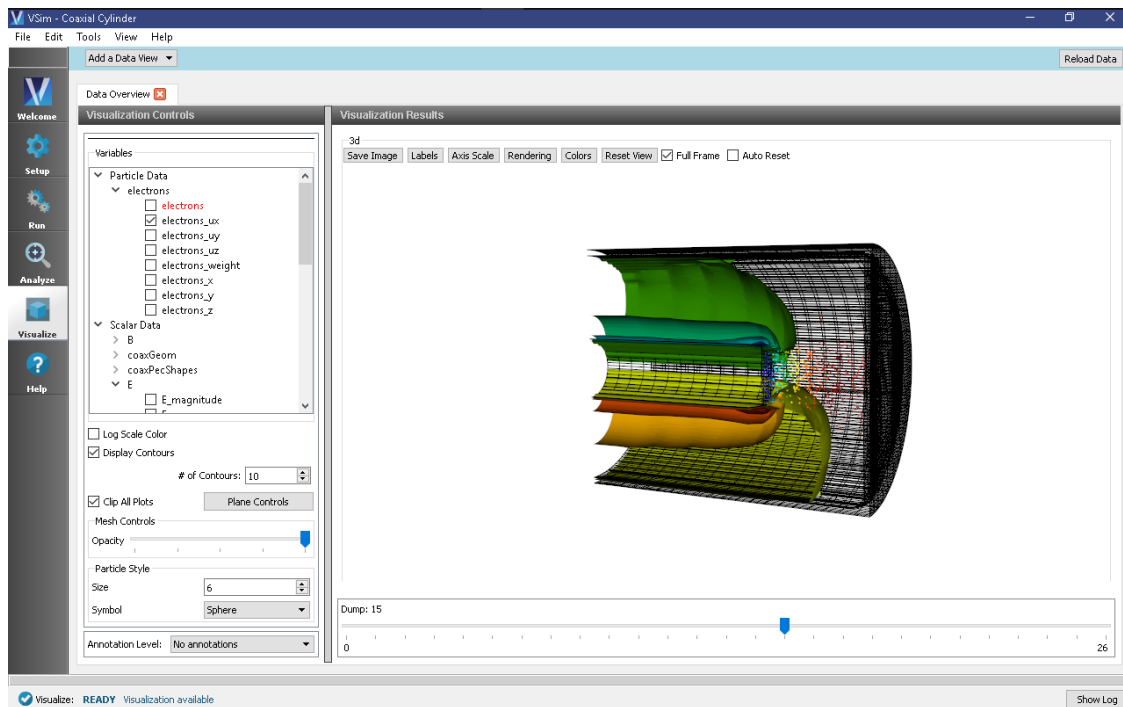 VSim - Coaxial Cylinder
File Edit Tools View Help
Add a Data View
Reload Data
Welcome
Setup
Run
Analyze
Visualize
Help
Data Overview
Visualization Controls
Variables
Particle Data
electrons
electrons
electrons_ux
electrons_uy
electrons_uz
electrons_weight
electrons_x
electrons_y
electrons_z
Scalar Data
B
coaxGeom
coaxPecShapes
E
E_magnitude
Log Scale Color
Display Contours
# of Contours: 10
Clip All Plots Plane Controls
Mesh Controls
Opacity
Particle Style
Size 6
Symbol Sphere
Annotation Level: No annotations
Visualization Results
3d
Save Image Labels Axis Scale Rendering Colors Reset View Full Frame Auto Reset
Dump: 15
0 26
Visualize: READY Visualization available
Show Log